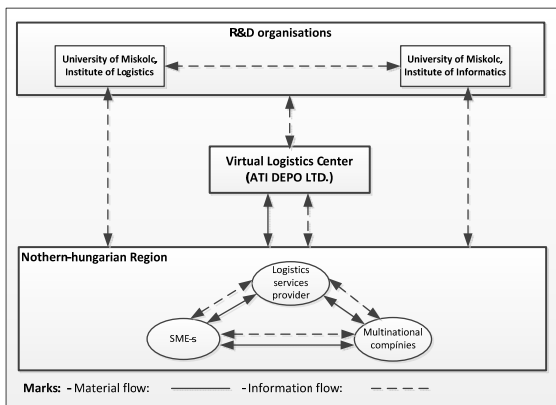 R&D organisations
University of Miskolc,
Institute of Logistics
University of Miskolc,
Institute of Informatics
Virtual Logistics Center
(ATI DEPO LTD.)
Nothern-hungarian Region
Logistics
services
provider
SME-s
Multinational
compínies
Marks: - Material flow: - Information flow: